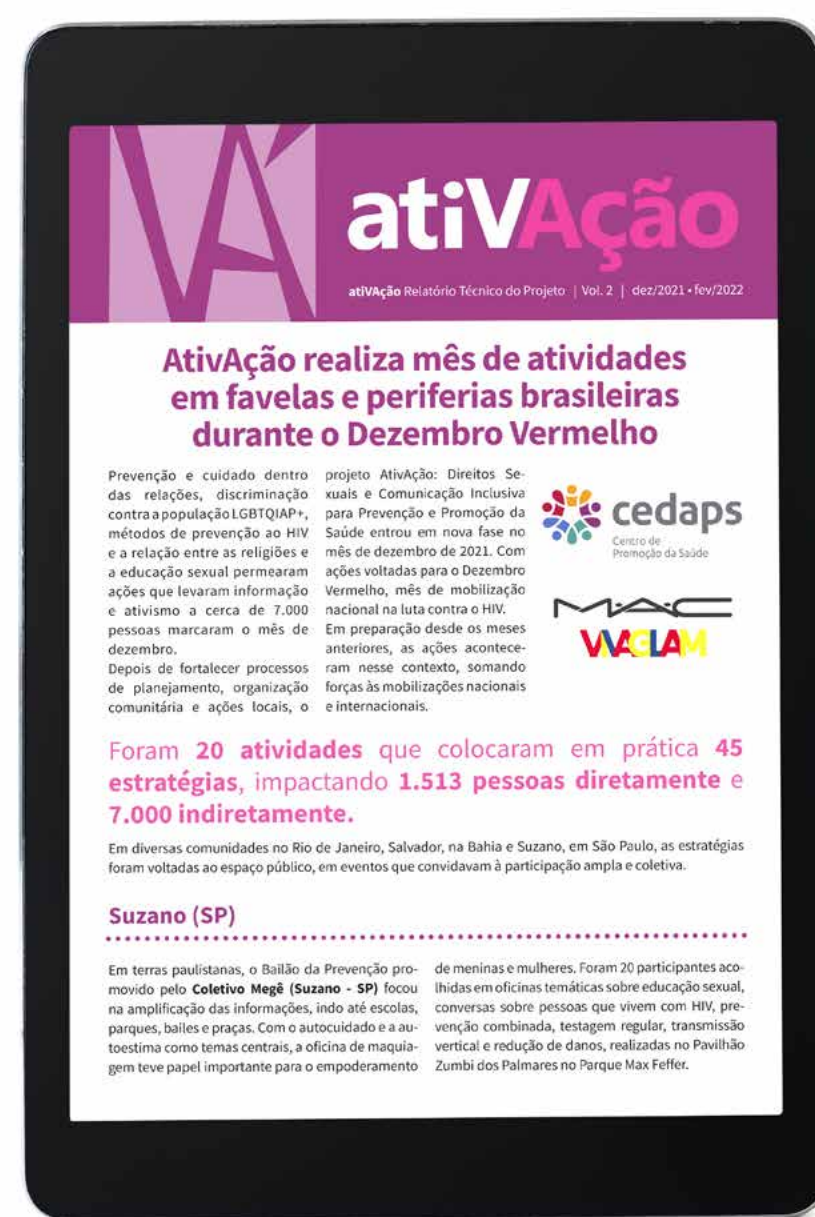 VÁ
atiVAção
atiVAção Relatório Técnico do Projeto | Vol. 2 | dez/2021 • fev/2022
AtivAção realiza mês de atividades
em favelas e periferias brasileiras
durante o Dezembro Vermelho
Prevenção e cuidado dentro
das relações, discriminação
contra a população LGBTQIAP+,
métodos de prevenção ao HIV
e a relação entre as religiões e
a educação sexual permearam
ações que levaram informação
e ativismo a cerca de 7.000
pessoas marcaram o mês de
dezembro.
Depois de fortalecer processos
de planejamento, organização
comunitária e ações locais, o
projeto AtivAção: Direitos Se-
xuais e Comunicação Inclusiva
para Prevenção e Promoção da
Saúde entrou em nova fase no
mês de dezembro de 2021. Com
ações voltadas para o Dezembro
Vermelho, mês de mobilização
nacional na luta contra o HIV.
Em preparação desde os meses
anteriores, as ações acontece-
ram nesse contexto, somando
forças às mobilizações nacionais
e internacionais.
cedaps
Centro de
Promoção da Saúde
M·A·C
VIVAGLAM
Foram 20 atividades que colocaram em prática 45
estratégias, impactando 1.513 pessoas diretamente e
7.000 indiretamente.
Em diversas comunidades no Rio de Janeiro, Salvador, na Bahia e Suzano, em São Paulo, as estratégias
foram voltadas ao espaço público, em eventos que convidavam à participação ampla e coletiva.
Suzano (SP)
Em terras paulistanas, o Bailão da Prevenção pro-
movido pelo Coletivo Megê (Suzano - SP) focou
na amplificação das informações, indo até escolas,
parques, bailes e praças. Com o autocuidado e a au-
toestima como temas centrais, a oficina de maquia-
gem teve papel importante para o empoderamento
de meninas e mulheres. Foram 20 participantes aco-
lhidas em oficinas temáticas sobre educação sexual,
conversas sobre pessoas que vivem com HIV, pre-
venção combinada, testagem regular, transmissão
vertical e redução de danos, realizadas no Pavilhão
Zumbi dos Palmares no Parque Max Feffer.